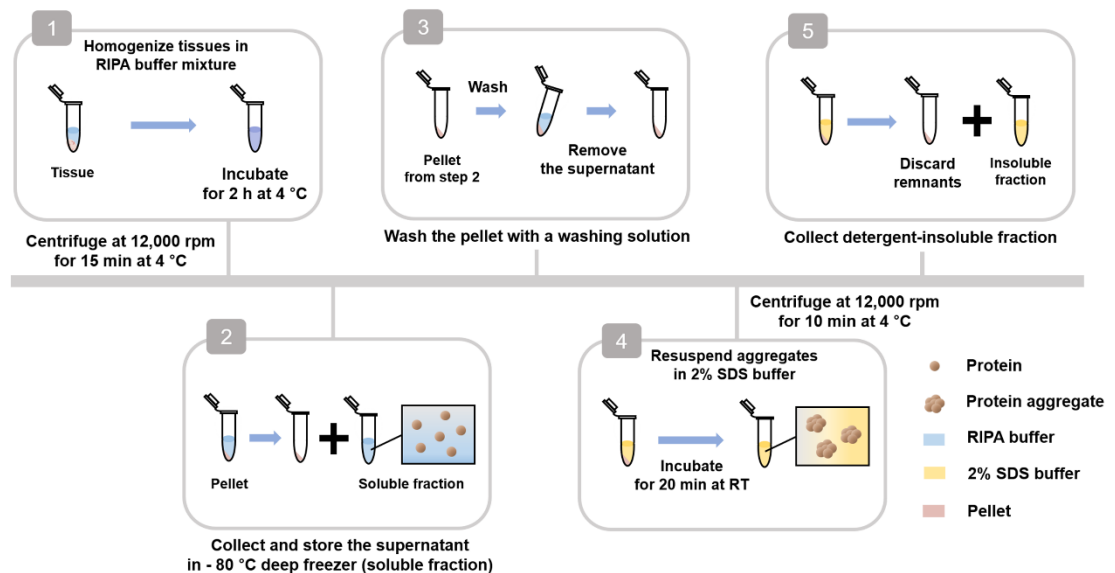 1
Homogenize tissues in
RIPA buffer mixture
Tissue
Incubate
for 2 h at 4 °C
Centrifuge at 12,000 rpm
for 15 min at 4 °C
2
Pellet
Soluble fraction
Collect and store the supernatant
in - 80 °C deep freezer (soluble fraction)
3
Wash
Pellet
from step 2
Remove
the supernatant
Wash the pellet with a washing solution
4
Resuspend aggregates
in 2% SDS buffer
Incubate
for 20 min at RT
Centrifuge at 12,000 rpm
for 10 min at 4 °C
5
Discard
remnants
Insoluble
fraction
Collect detergent-insoluble fraction
Protein
Protein aggregate
RIPA buffer
2% SDS buffer
Pellet